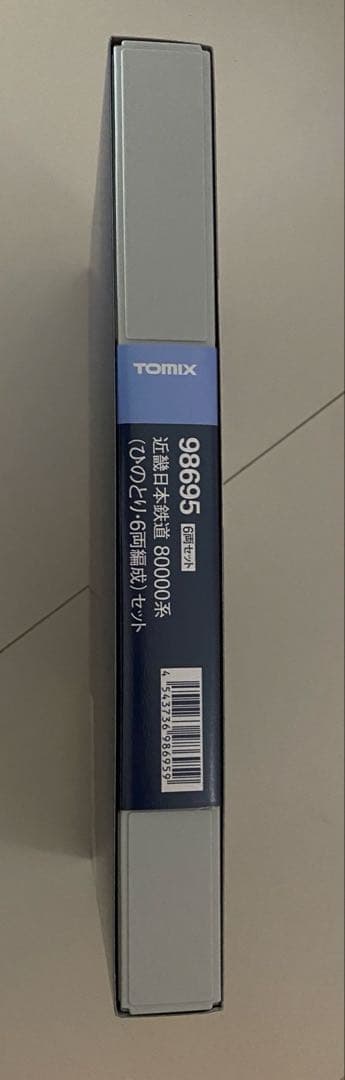 TOMIX
98695 6両セット
近畿日本鉄道 80000系
(ひのとり・6両編成)セット
4 543736 986959